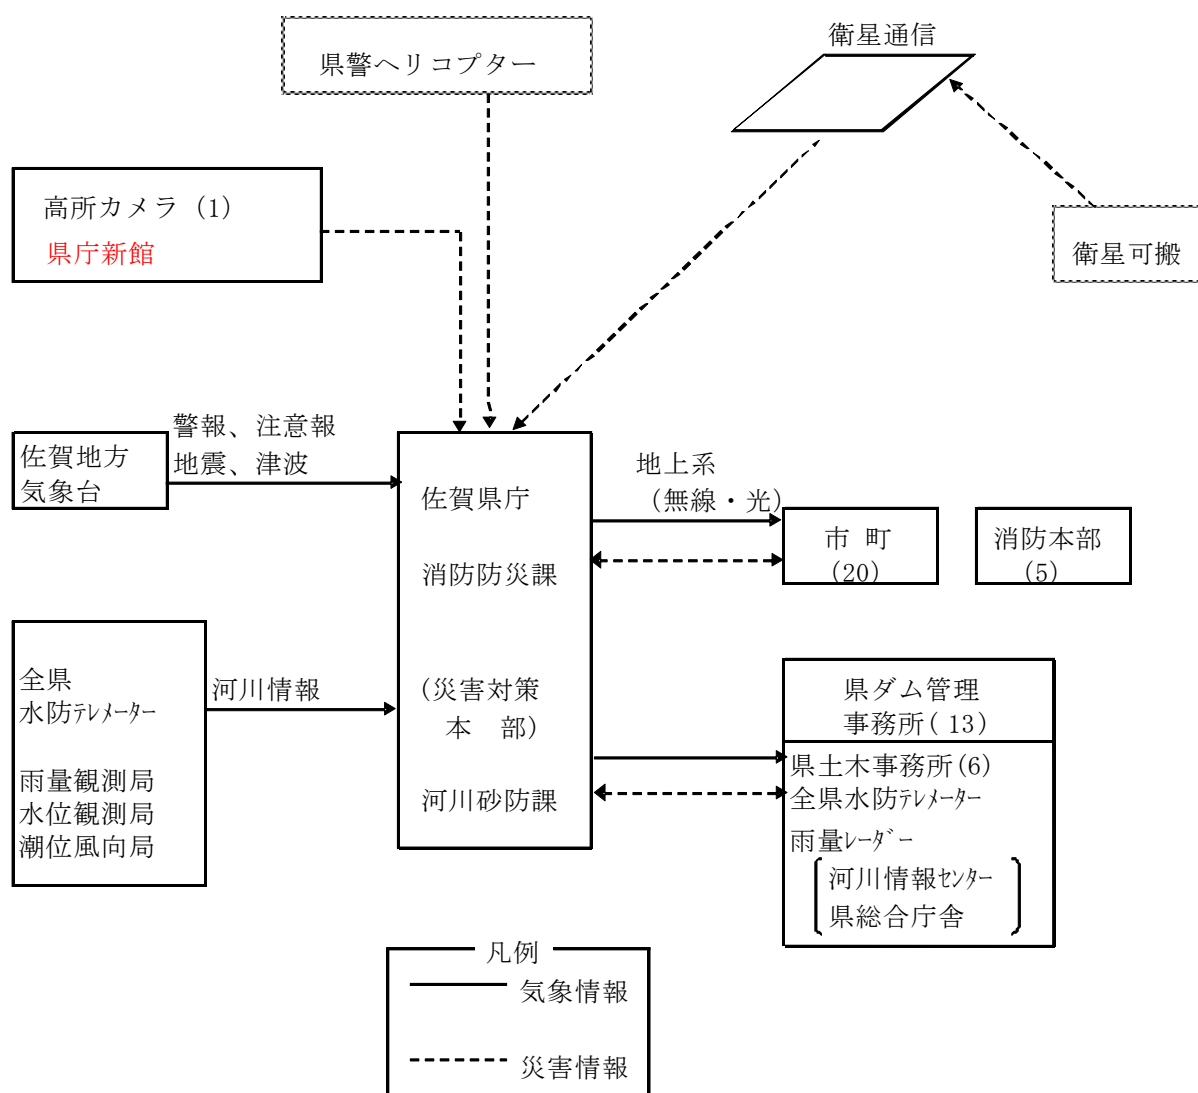 県警ヘリコプター
衛星通信
高所カメラ (1)
県庁新館
衛星可搬
警報、注意報
地震、津波
佐賀地方
気象台
佐賀県庁
消防防災課
(災害対策
本 部)
河川砂防課
地上系
(無線・光)
市 町
(20)
消防本部
(5)
全県
水防テレメーター
雨量観測局
水位観測局
潮位風向局
河川情報
県ダム管理
事務所( 13)
県土木事務所(6)
全県水防テレメーター
雨量レーダー
河川情報センター
県総合庁舎
凡例
気象情報
災害情報